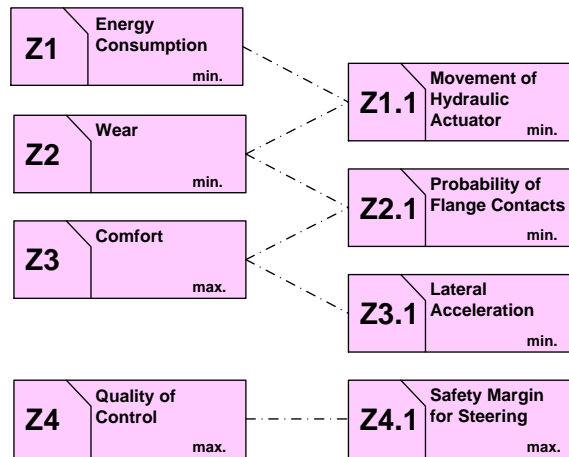 Z1
Energy
Consumption
min.
Z2
Wear
min.
Z3
Comfort
max.
Z4
Quality of
Control
max.
Z1.1
Movement of
Hydraulic
Actuator
min.
Z2.1
Probability of
Flange Contacts
min.
Z3.1
Lateral
Acceleration
min.
Z4.1
Safety Margin
for Steering
max.